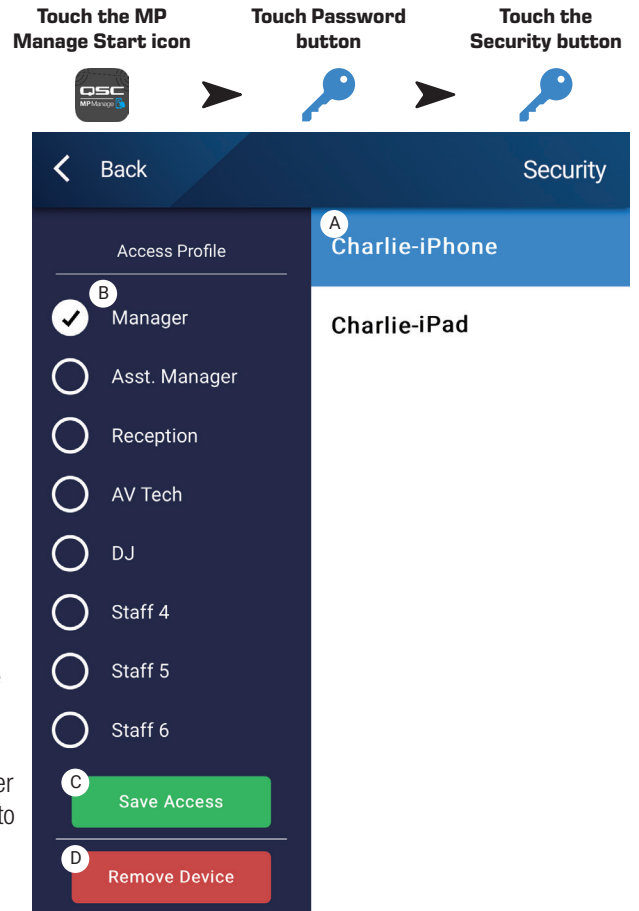 Touch the MP
Manage Start icon
Touch Password
button
Touch the
Security button
QSC
MP Manage
Back
Security
Access Profile
A
Charlie-iPhone
B
Manager
Charlie-iPad
Asst. Manager
Reception
AV Tech
DJ
Staff 4
Staff 5
Staff 6
er
to
C
Save Access
D
Remove Device